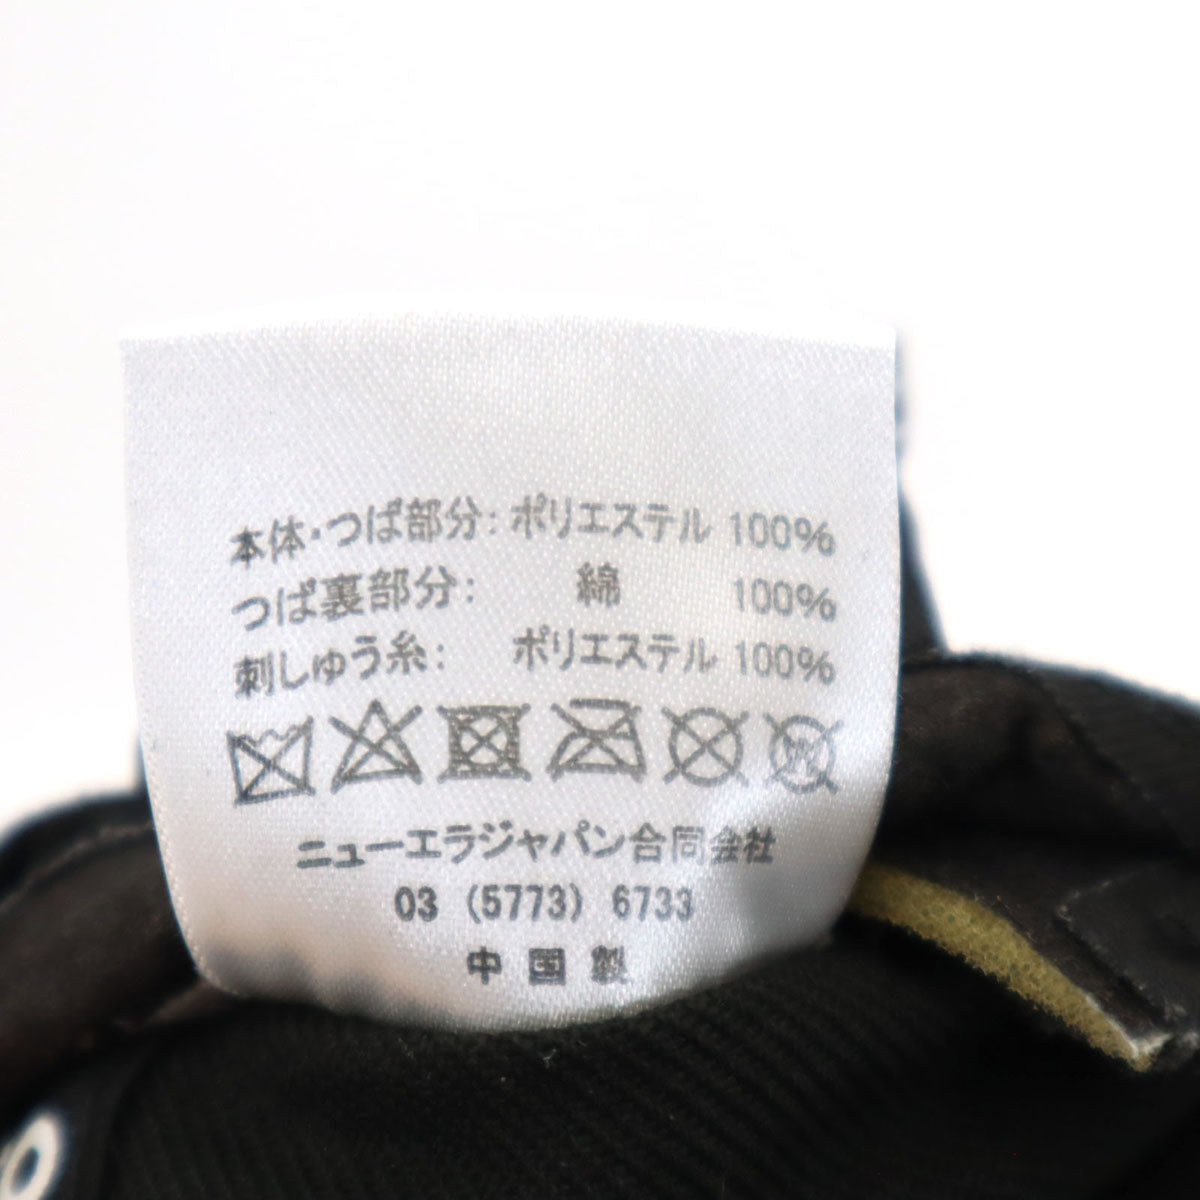 本体・つば部分: ポリエステル 100%
つば裏部分: 綿 100%
刺しゅう糸: ポリエステル 100%
ニューエラジャパン合同会社
03 (5773) 6733
中国製